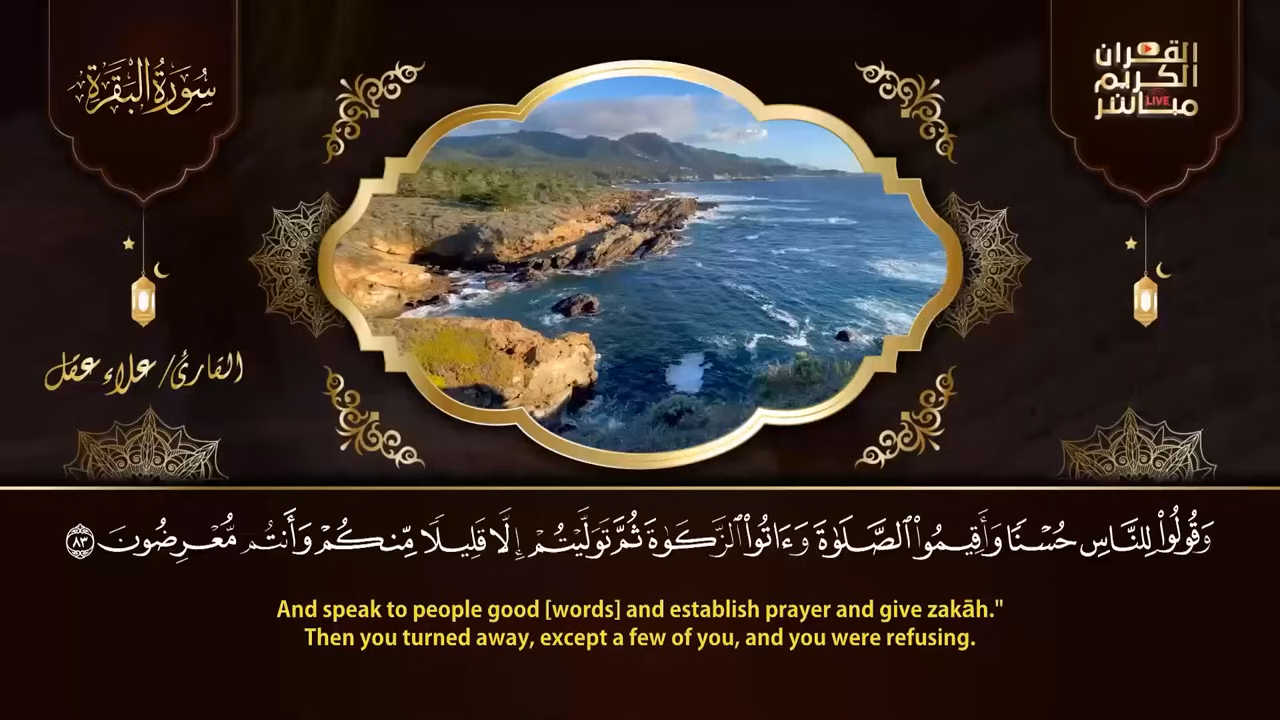 سُورَةُ البَقَرَةِ
القرآن
الكريم
مباشر
LIVE
القارئ/ علاء عقل
وَقُولُوا۟ لِلنَّاسِ حُسْنًا وَأَقِيمُوا۟ ٱلصَّلَوٰةَ وَءَاتُوا۟ ٱلزَّكَوٰةَ ثُمَّ تَوَلَّيْتُمْ إِلَّا قَلِيلًا مِّنكُمْ وَأَنتُم مُّعْرِضُونَ ٨٣
And speak to people good [words] and establish prayer and give zakāh."
Then you turned away, except a few of you, and you were refusing.